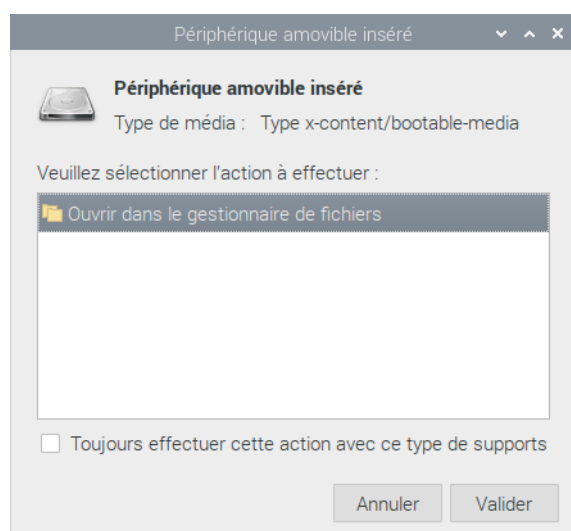 Périphérique amovible inséré
Périphérique amovible inséré
Type de média : Type x-content/bootable-media
Veuillez sélectionner l'action à effectuer :
Ouvrir dans le gestionnaire de fichiers
Toujours effectuer cette action avec ce type de supports
Annuler Valider